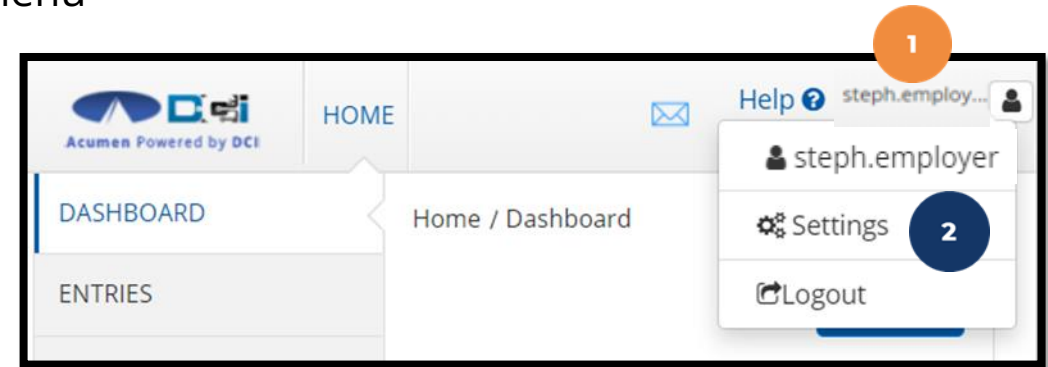 enu
1
DCI
HOME
Help ? steph.employ...
Acumen Powered by DCI
steph.employer
DASHBOARD
Home / Dashboard
Settings 2
ENTRIES
Logout